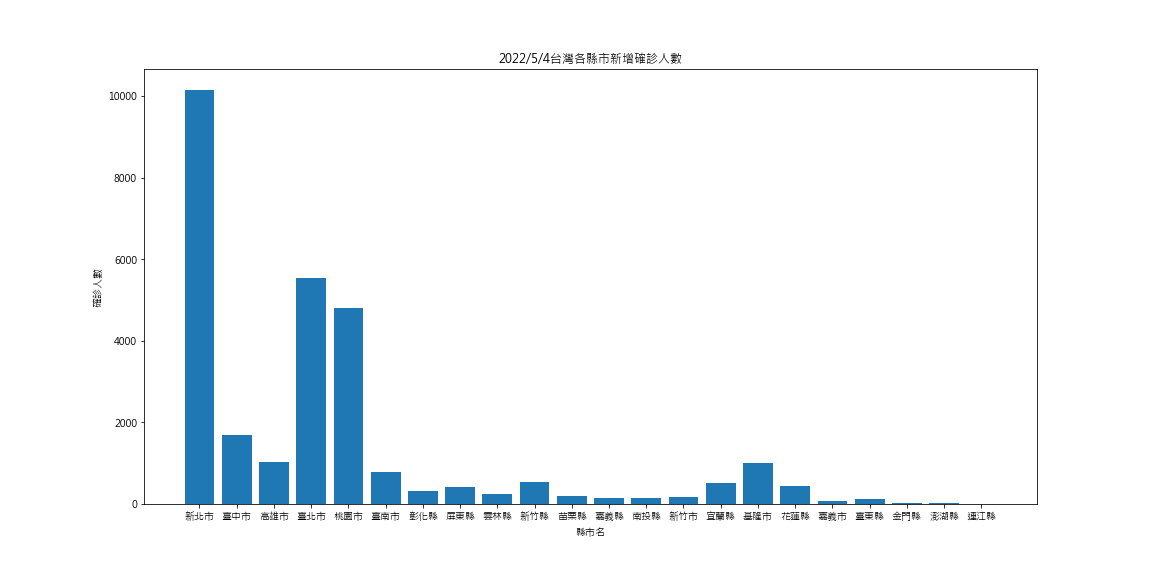 2022/5/4台灣各縣市新增確診人數
10000
8000
6000
4000
2000
0
確診人數
新北市 臺中市 高雄市 臺北市 桃園市 臺南市 彰化縣 屏東縣 雲林縣 新竹縣 苗栗縣 嘉義縣 南投縣 新竹市 宜蘭縣 基隆市 花蓮縣 嘉義市 臺東縣 金門縣 澎湖縣 連江縣
縣市名